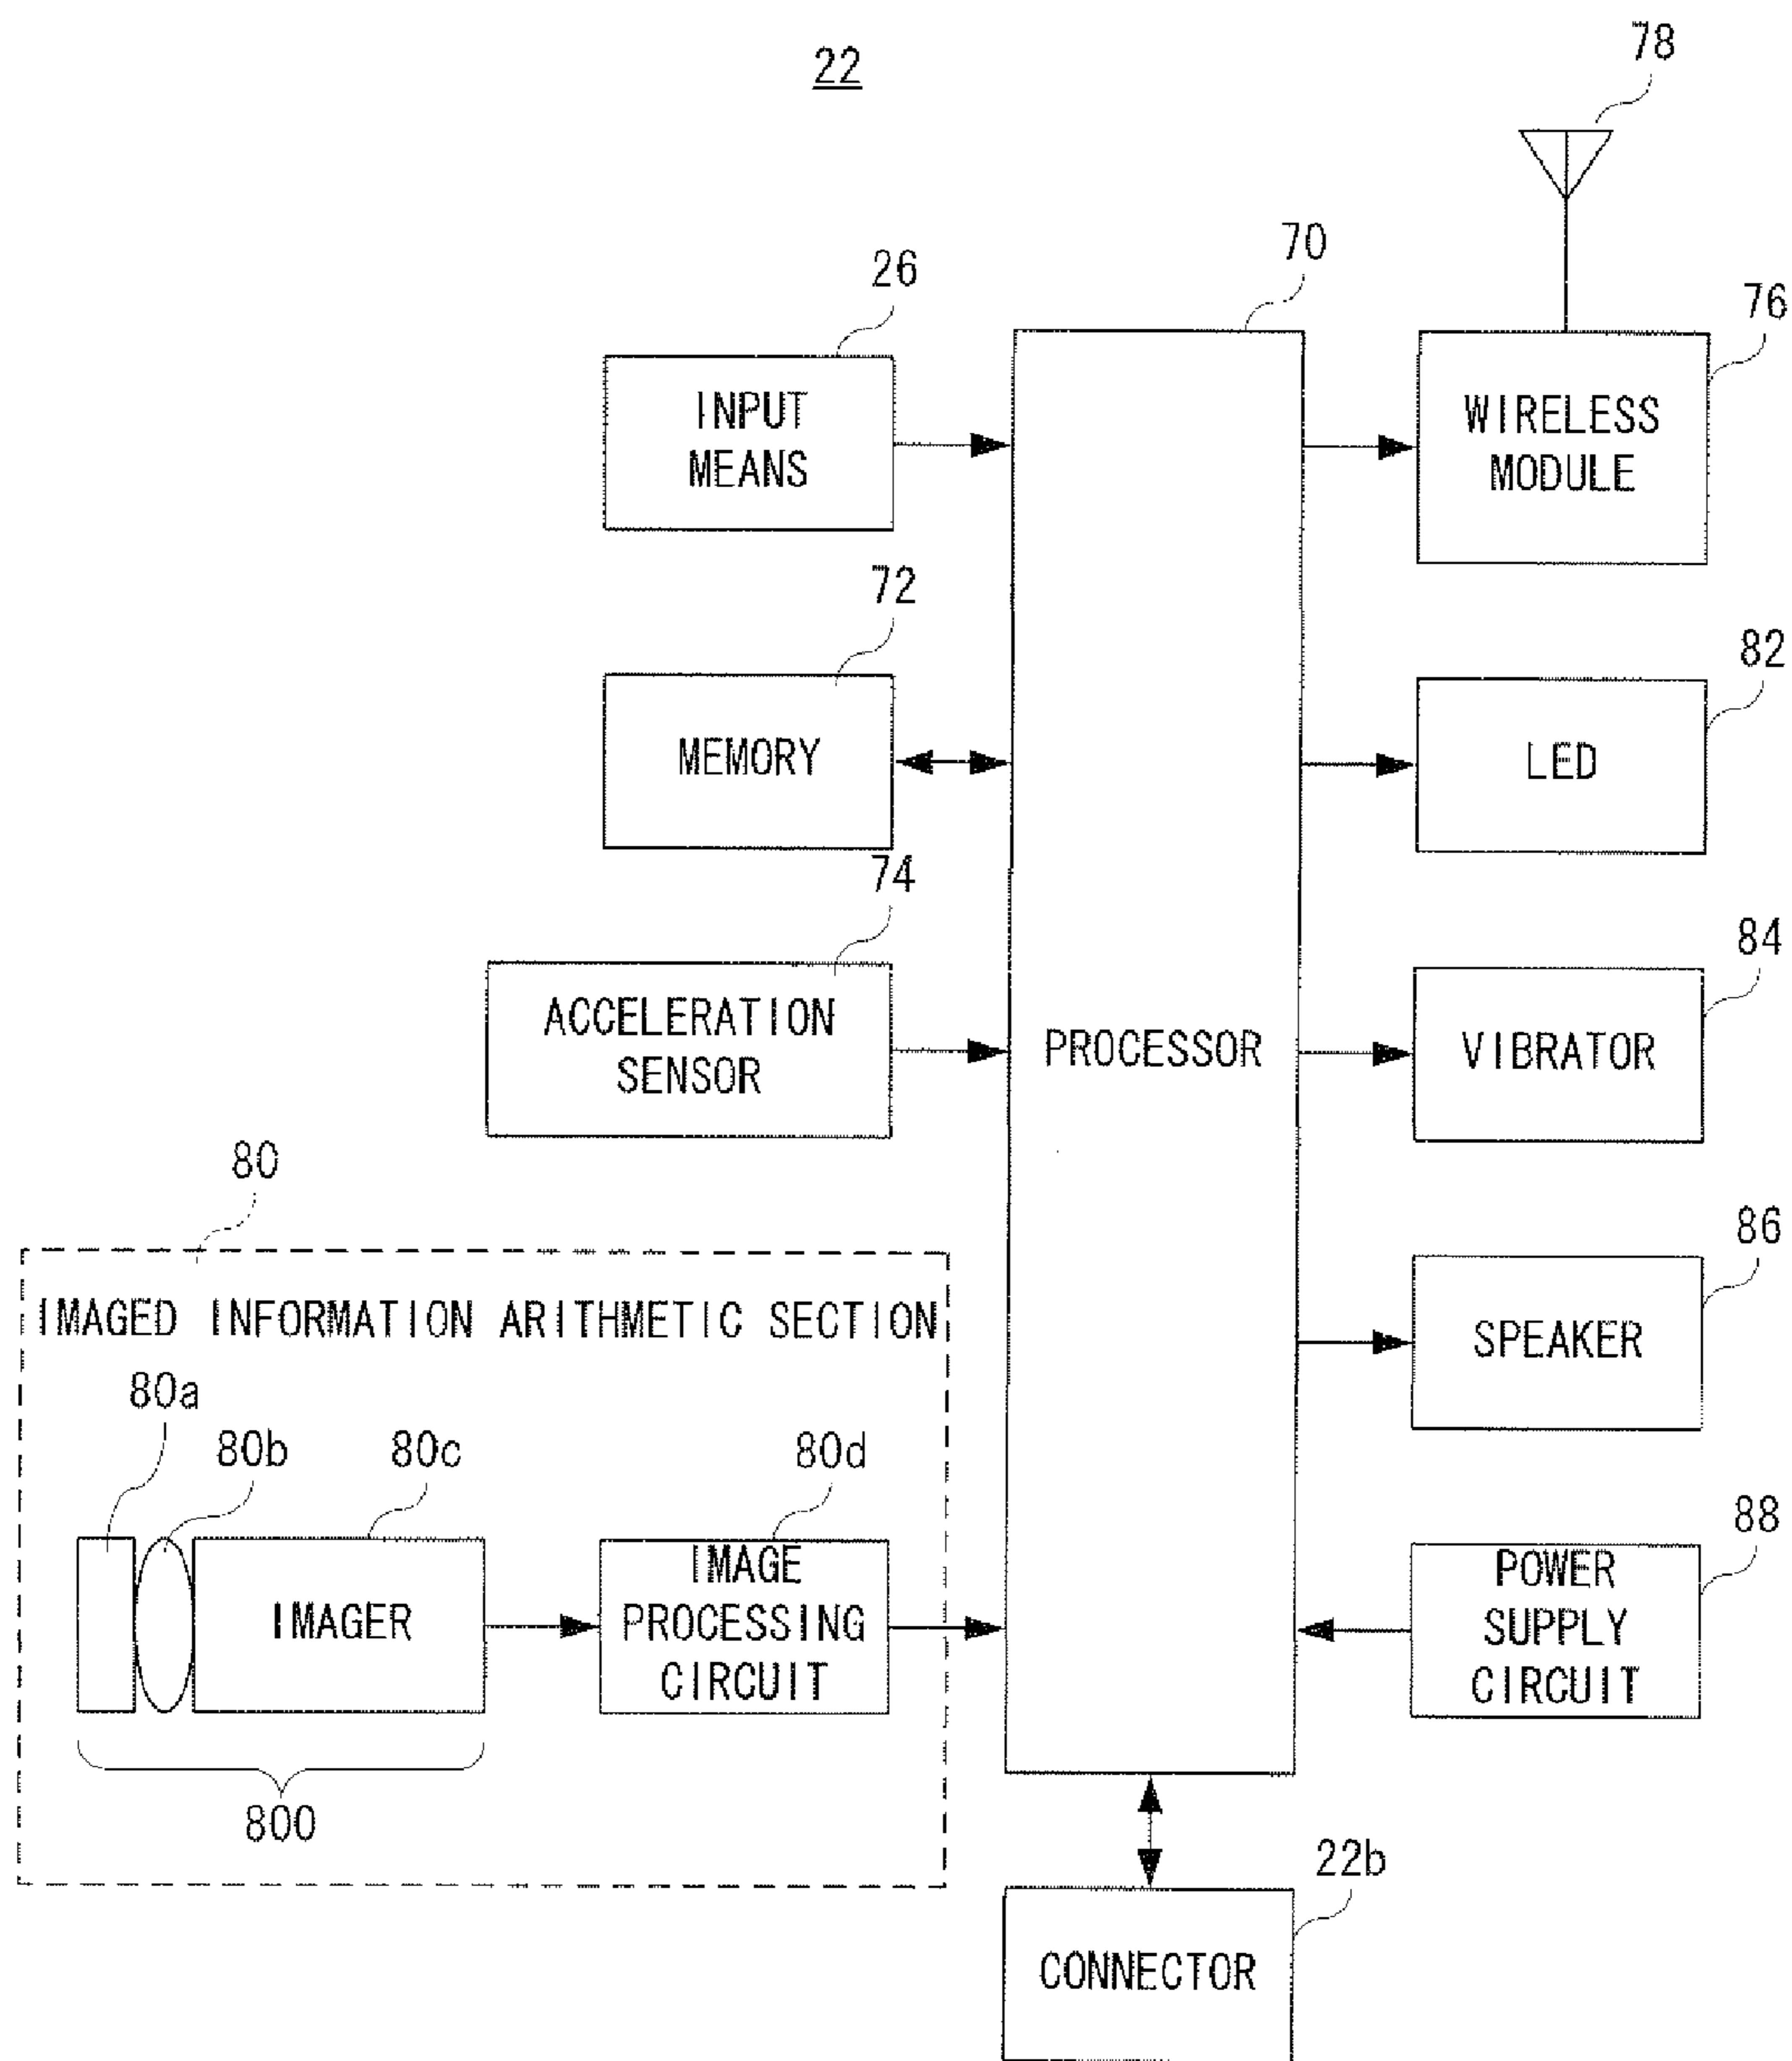 22
78
26
70
76
INPUT
MEANS
WIRELESS
MODULE
72
82
MEMORY
LED
74
84
ACCELERATION
SENSOR
PROCESSOR
VIBRATOR
80
86
IMAGED INFORMATION ARITHMETIC SECTION
SPEAKER
80a
80b
80c
80d
88
IMAGER
IMAGE
PROCESSING
CIRCUIT
POWER
SUPPLY
CIRCUIT
800
22b
CONNECTOR